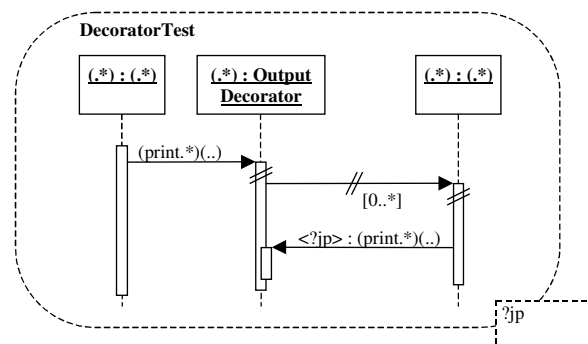 DecoratorTest
(.*) : (.*)
(.*) : Output
Decorator
(.*) : (.*)
(print.*)(..)
[0..*]
<?jp> : (print.*)(..)
?jp